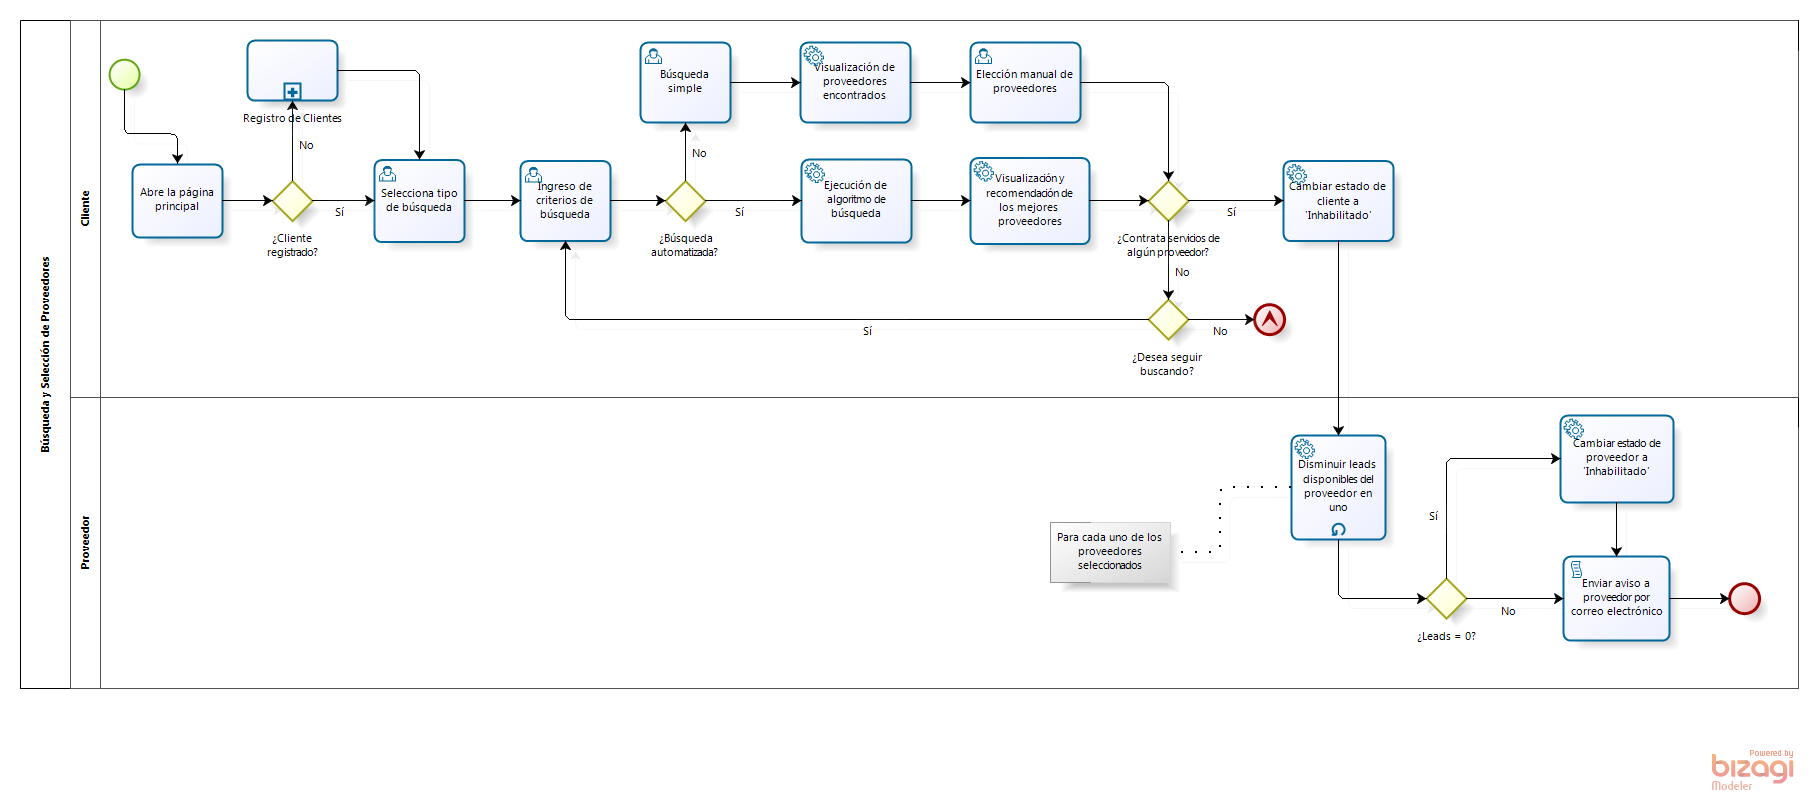 Búsqueda y Selección de Proveedores
Cliente
Registro de Clientes
No
Abre la página
principal
¿Cliente
registrado?
Sí
Selecciona tipo
de búsqueda
Ingreso de
criterios de
búsqueda
¿Búsqueda
automatizada?
No
Búsqueda
simple
Visualización de
proveedores
encontrados
Elección manual de
proveedores
Sí
Ejecución de
algoritmo de
búsqueda
Visualización y
recomendación de
los mejores
proveedores
¿Contrata servicios de
algún proveedor?
Sí
Cambiar estado de
cliente a
'Inhabilitado'
No
¿Desea seguir
buscando?
Sí
No
Proveedor
Para cada uno de los
proveedores
seleccionados
Disminuir leads
disponibles del
proveedor en
uno
¿Leads = 0?
Sí
Cambiar estado de
proveedor a
'Inhabilitado'
No
Enviar aviso a
proveedor por
correo electrónico
Powered by
bizagi
Modeler